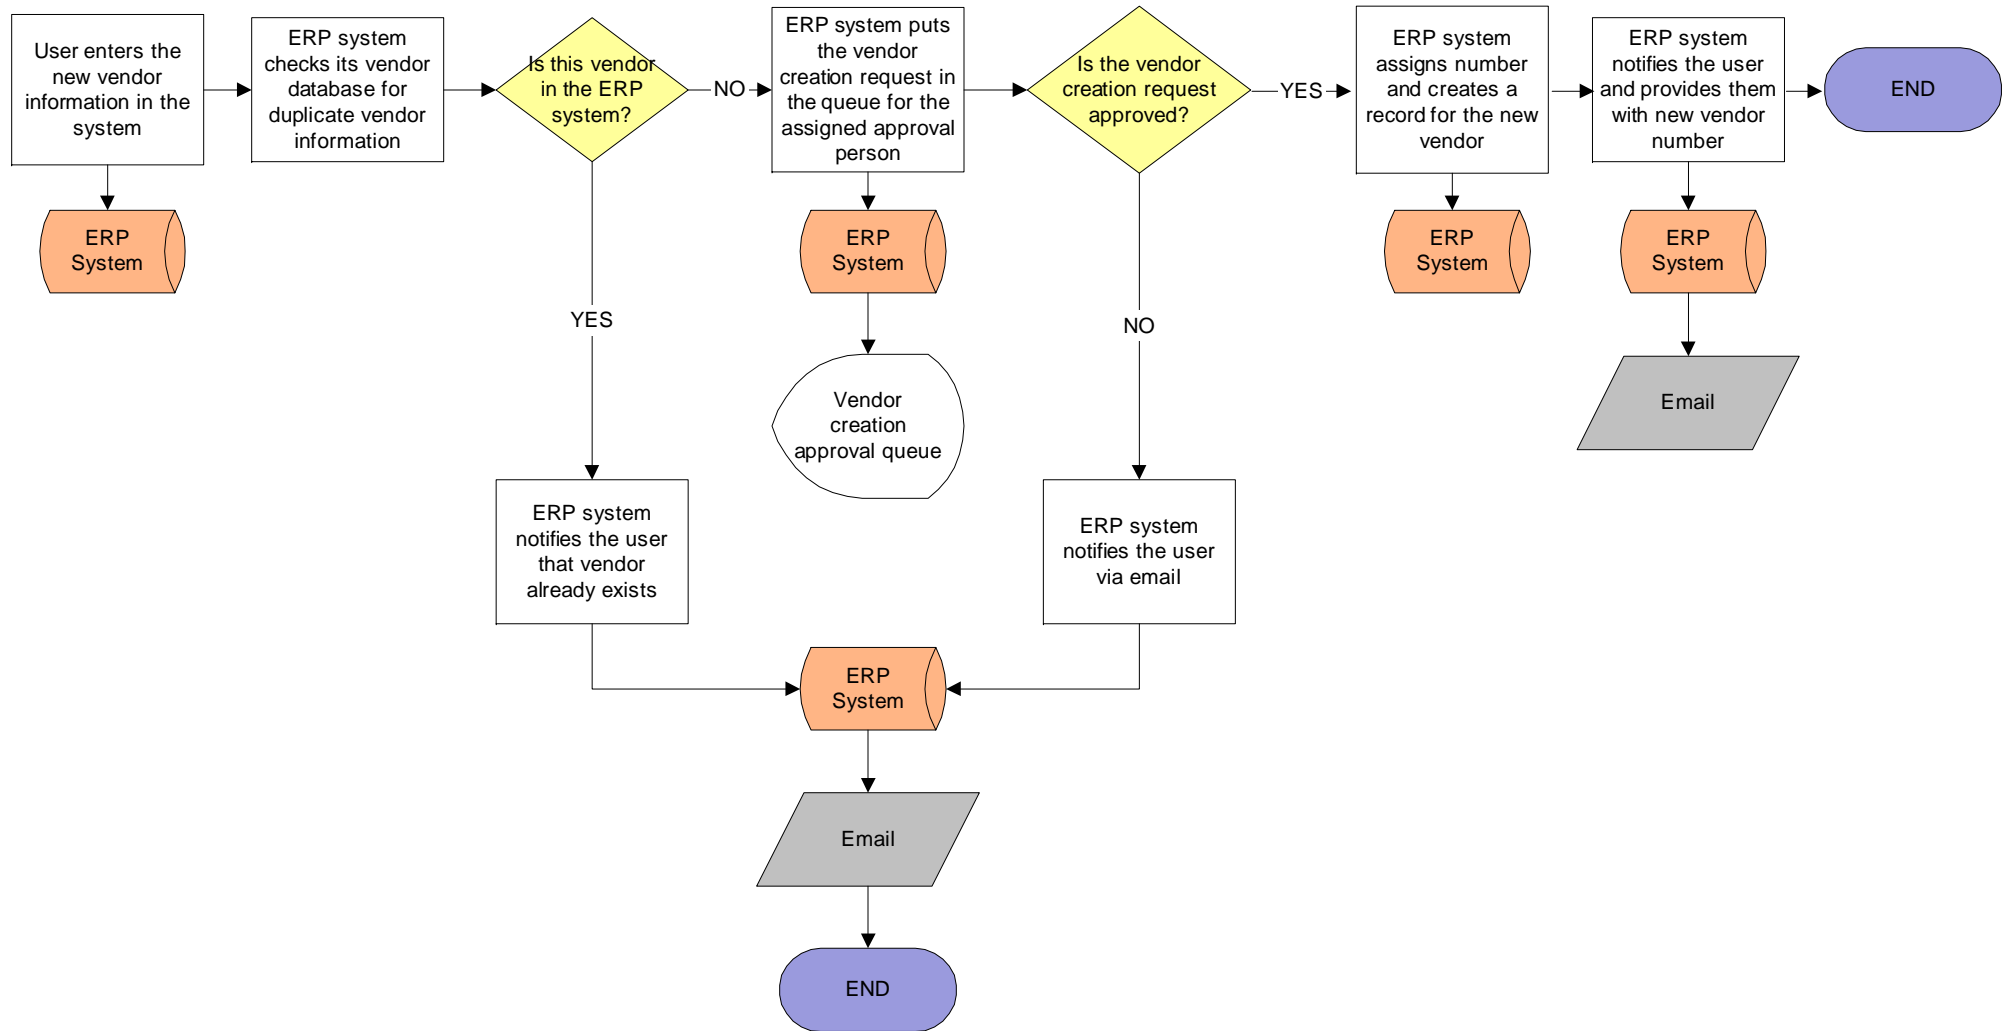 User enters the
new vendor
information in the
system
ERP system
checks its vendor
database for
duplicate vendor
information
Is this vendor
in the ERP
system?
NO
ERP system puts
the vendor
creation request in
the queue for the
assigned approval
person
Is the vendor
creation request
approved?
YES
ERP system
assigns number
and creates a
record for the new
vendor
ERP system
notifies the user
and provides them
with new vendor
number
END
ERP
System
ERP
System
ERP
System
ERP
System
YES
NO
Vendor
creation
approval queue
Email
ERP system
notifies the user
that vendor
already exists
ERP system
notifies the user
via email
ERP
System
Email
END